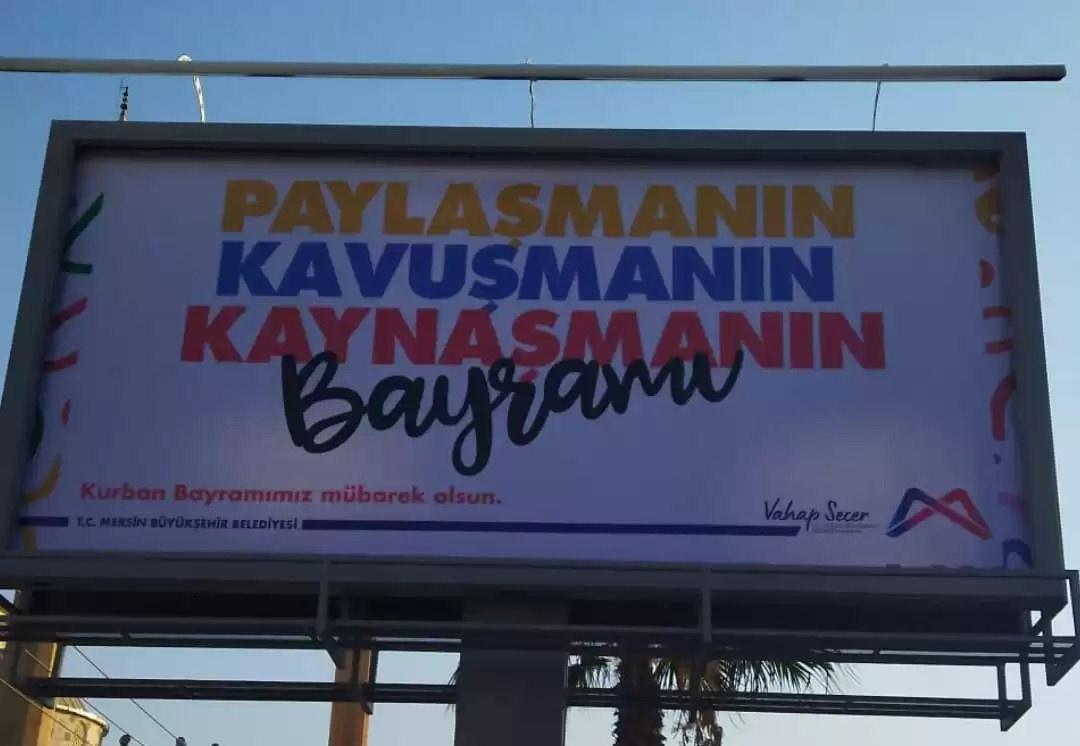 PAYLAŞMANIN
KAVUŞMANIN
KAYNAŞMANIN
Bayramı
Kurban Bayramımız mübarek olsun.
T.C. MERSİN BÜYÜKŞEHİR BELEDİYESİ
Vahap Seçer